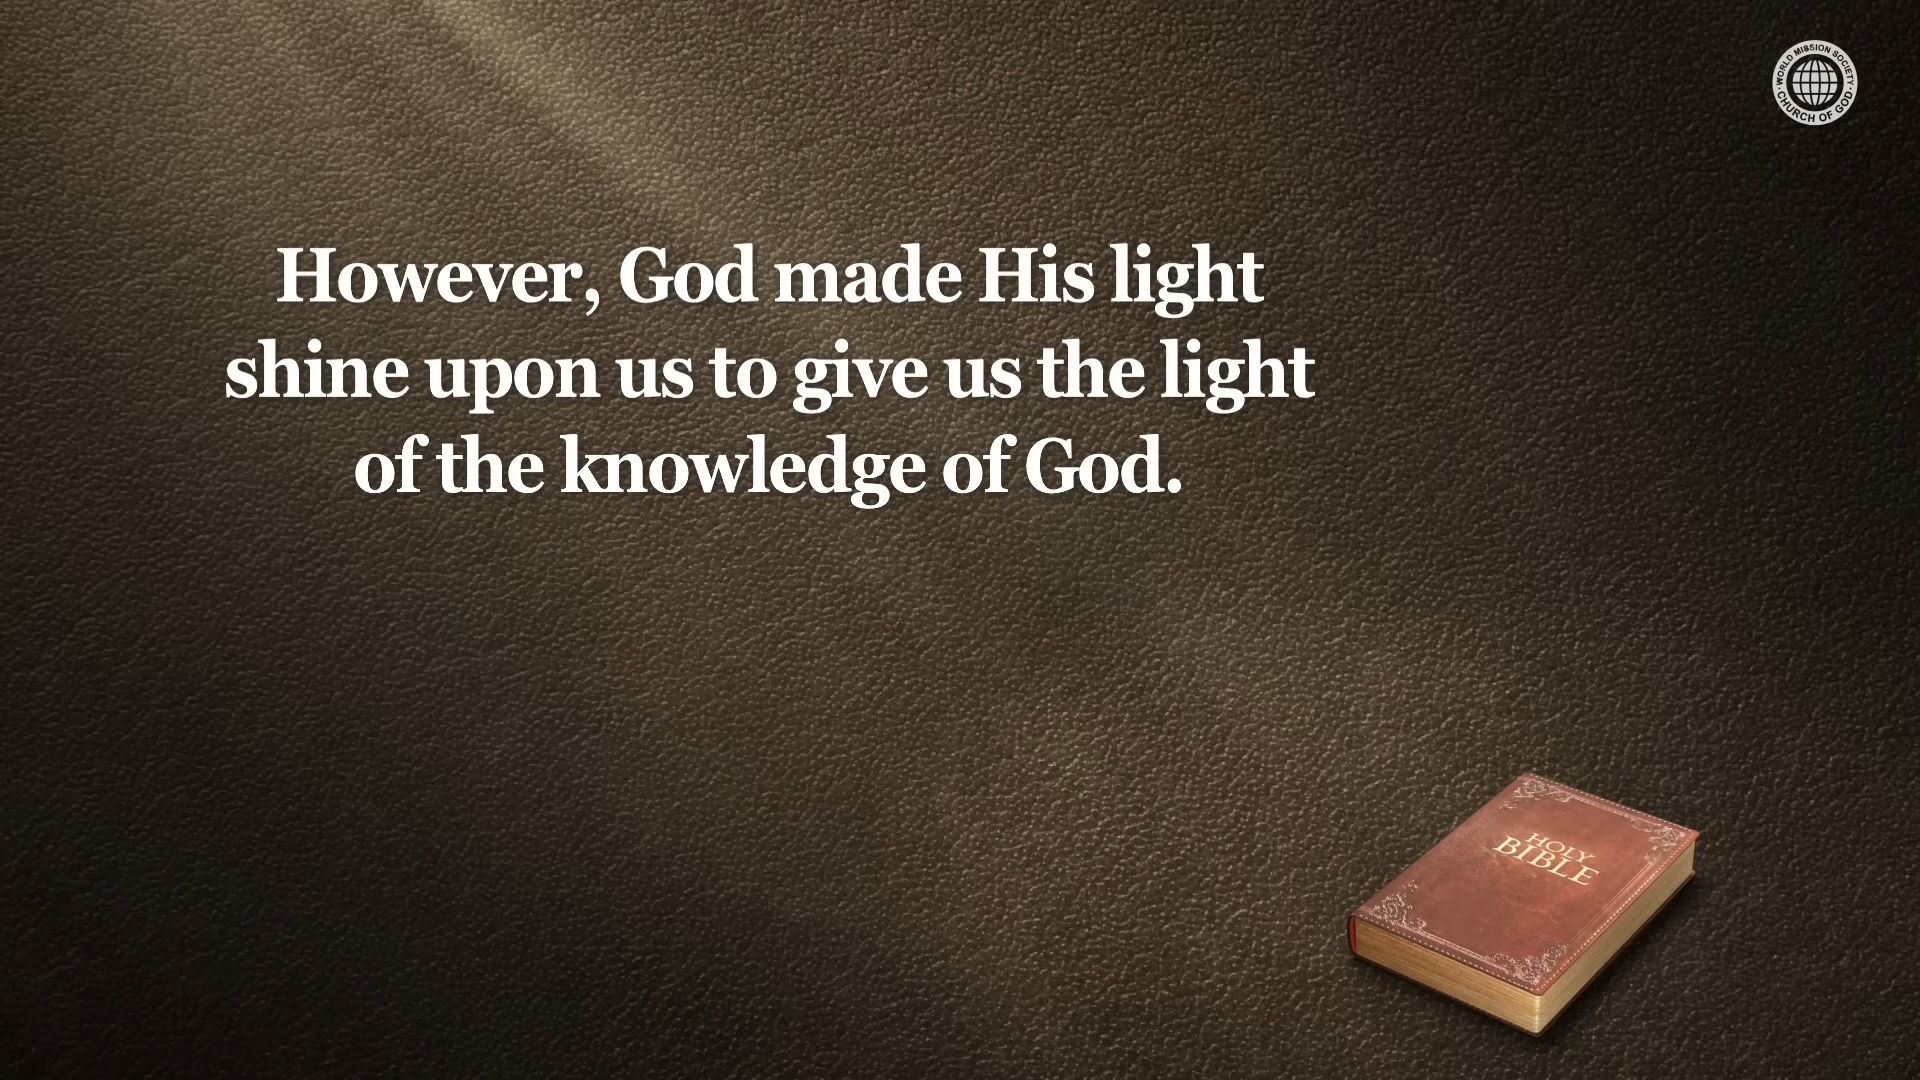 WORLD MISSION SOCIETY
CHURCH OF GOD
However, God made His light
shine upon us to give us the light
of the knowledge of God.
HOLY
BIBLE